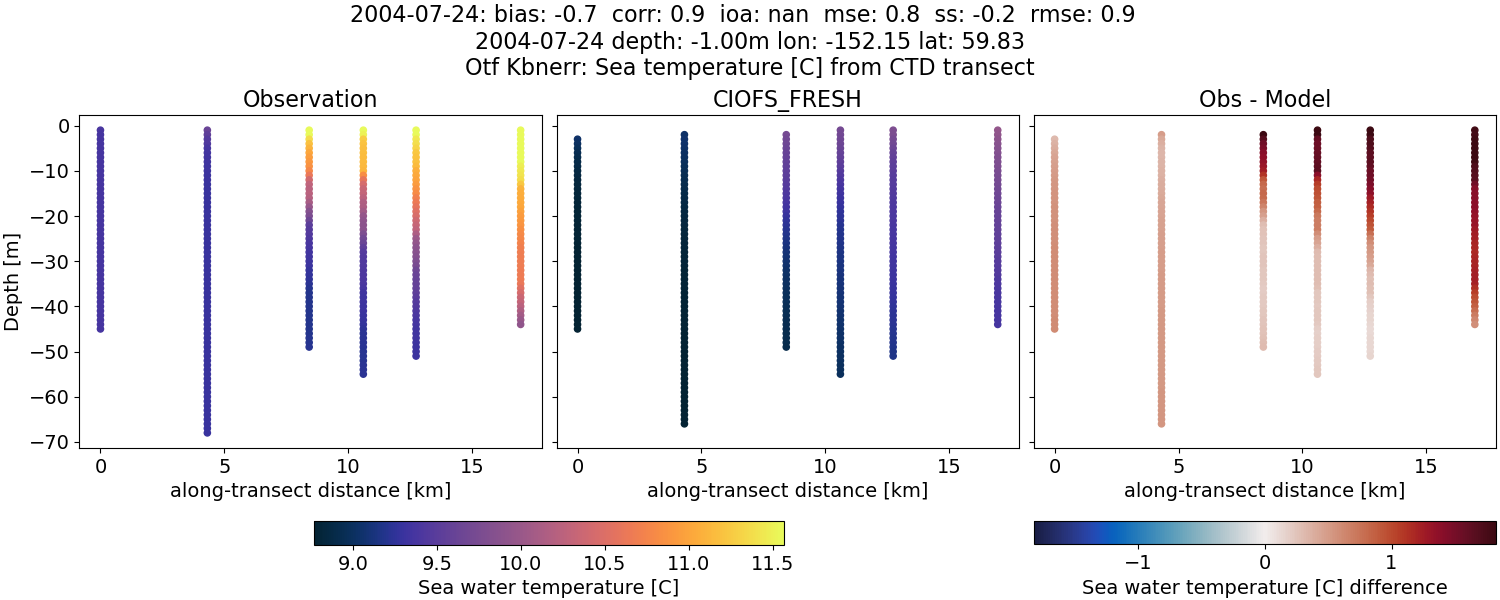 2004-07-24: bias: -0.7  corr: 0.9  ioa: nan  mse: 0.8  ss: -0.2  rmse: 0.9
2004-07-24 depth: -1.00m lon: -152.15 lat: 59.83
Otf Kbnerr: Sea temperature [C] from CTD transect
Observation
CIOFS_FRESH
Obs - Model
Depth [m]
0
−10
−20
−30
−40
−50
−60
−70
0 5 10 15
0 5 10 15
0 5 10 15
along-transect distance [km]
along-transect distance [km]
along-transect distance [km]
9.0 9.5 10.0 10.5 11.0 11.5
Sea water temperature [C]
−1 0 1
Sea water temperature [C] difference